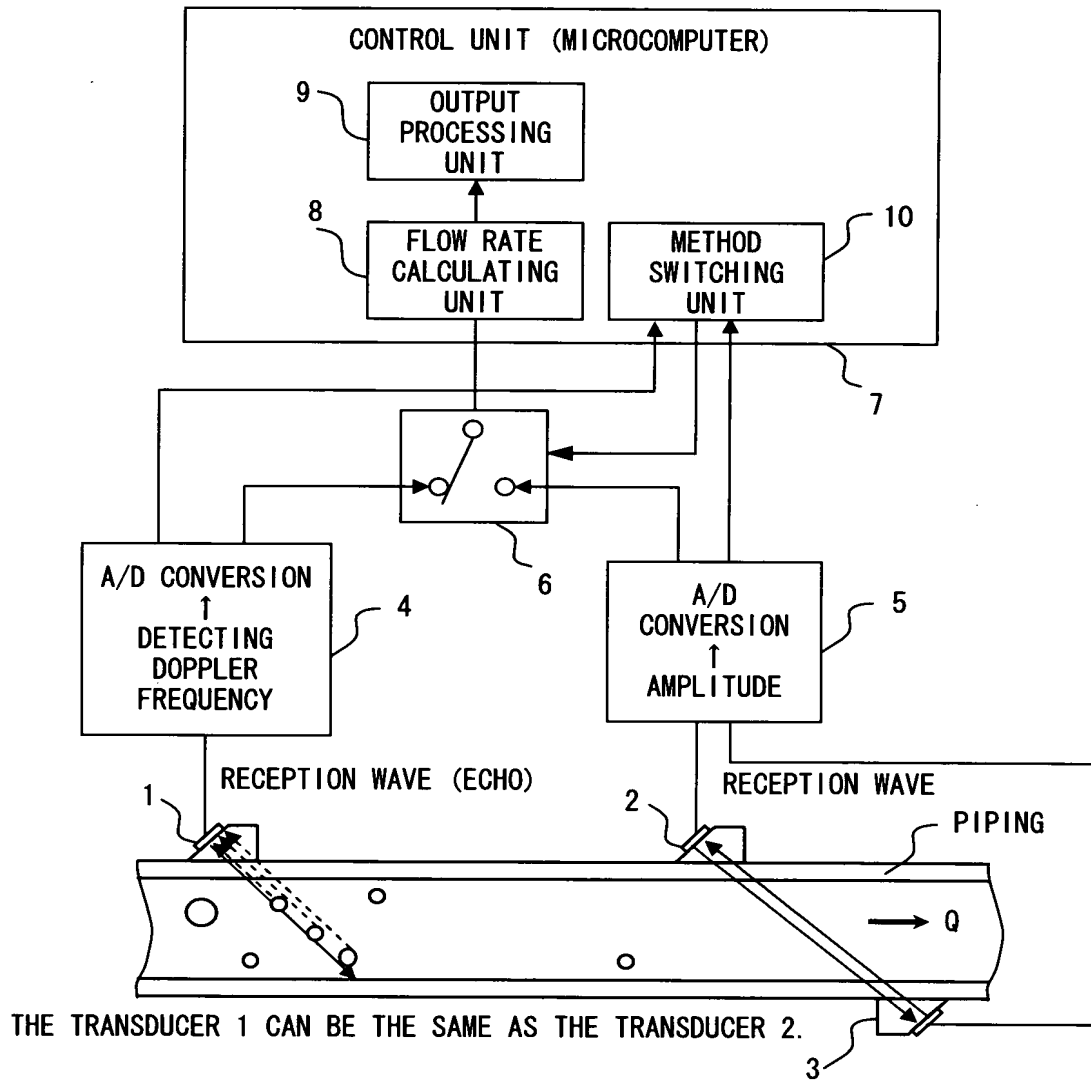 CONTROL UNIT (MICROCOMPUTER)
9
OUTPUT
PROCESSING
UNIT
8
FLOW RATE
CALCULATING
UNIT
10
METHOD
SWITCHING
UNIT
7
6
A/D CONVERSION
↑
DETECTING
DOPPLER
FREQUENCY
4
A/D
CONVERSION
↑
AMPLITUDE
5
RECEPTION WAVE (ECHO)
1
RECEPTION WAVE
2
PIPING
Q
THE TRANSDUCER 1 CAN BE THE SAME AS THE TRANSDUCER 2.
3